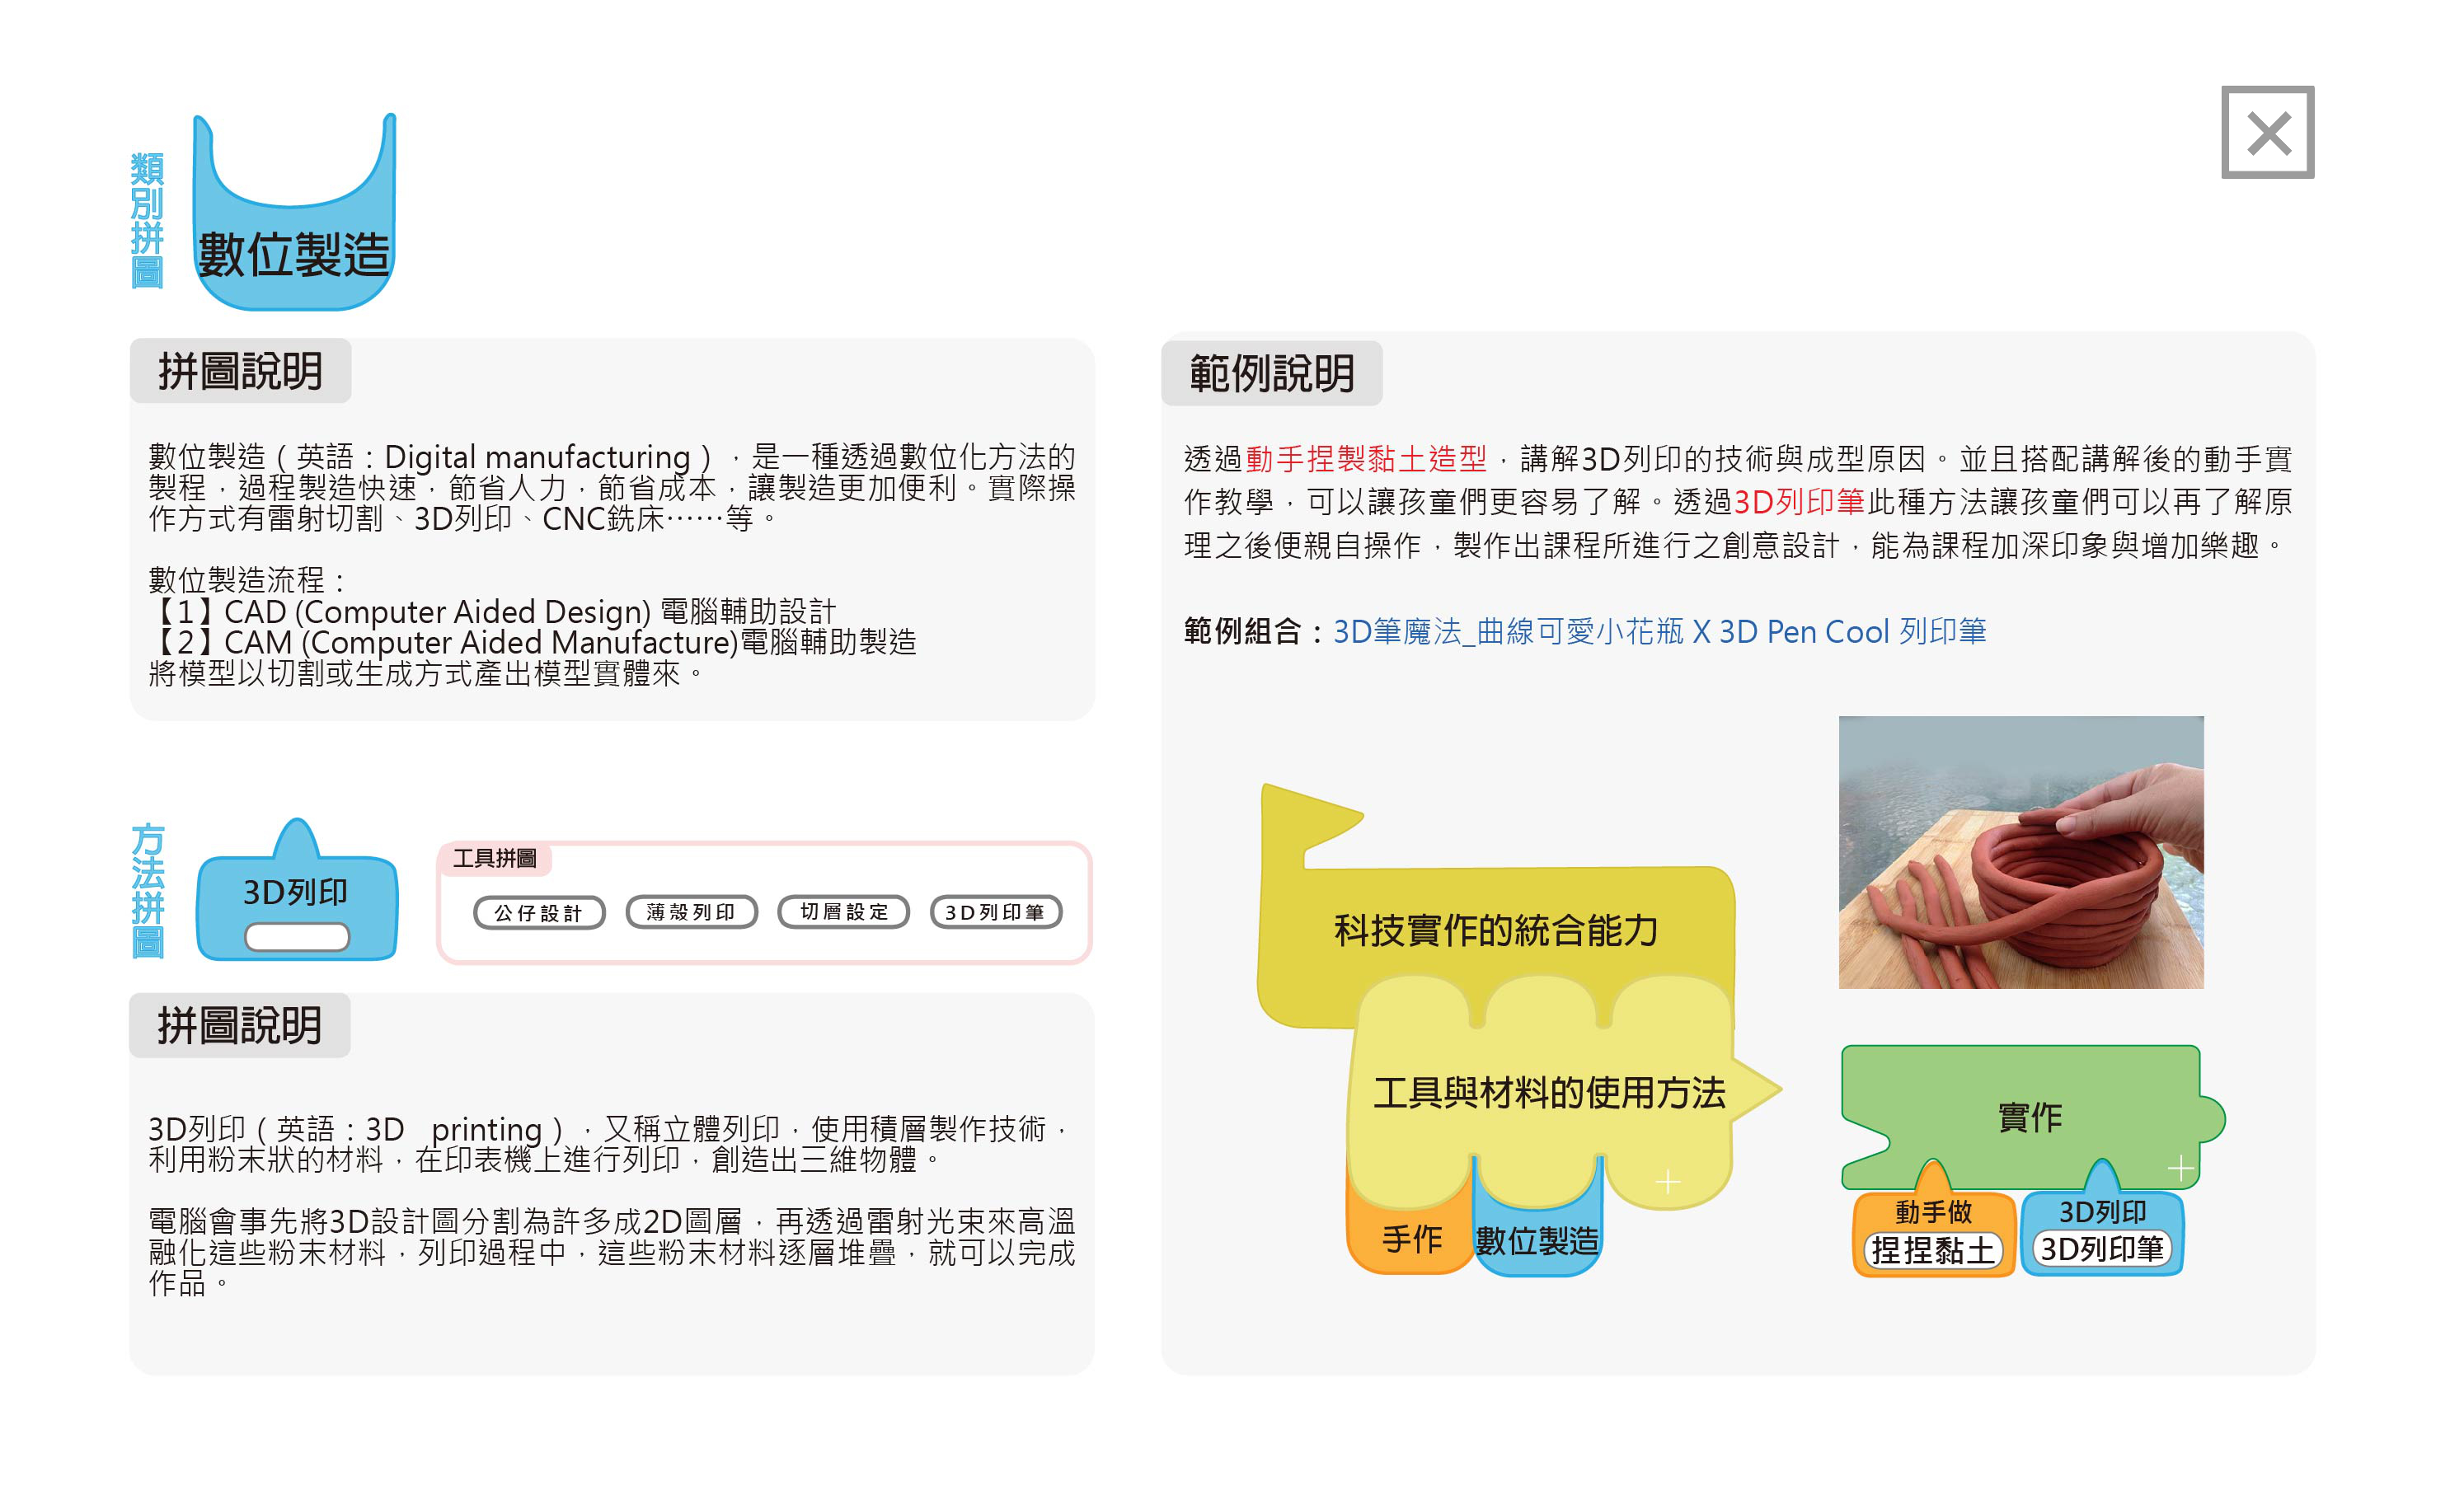 類別拼圖
數位製造
拼圖說明
數位製造（英語：Digital manufacturing），是一種透過數位化方法的
製程，過程製造快速，節省人力，節省成本，讓製造更加便利。實際操
作方式有雷射切割、3D列印、CNC銑床⋯⋯等。
數位製造流程：
【1】CAD (Computer Aided Design) 電腦輔助設計
【2】CAM (Computer Aided Manufacture)電腦輔助製造
將模型以切割或生成方式產出模型實體來。
方法拼圖
3D列印
工具拼圖
公仔設計
薄殼列印
切層設定
3D列印筆
拼圖說明
3D列印（英語：3D printing），又稱立體列印，使用積層製作技術，
利用粉末狀的材料，在印表機上進行列印，創造出三維物體。
電腦會事先將3D設計圖分割為許多成2D圖層，再透過雷射光束來高溫
融化這些粉末材料，列印過程中，這些粉末材料逐層堆疊，就可以完成
作品。
範例說明
透過動手捏製黏土造型，講解3D列印的技術與成型原因。並且搭配講解後的動手實
作教學，可以讓孩童們更容易了解。透過3D列印筆此種方法讓孩童們可以再了解原
理之後便親自操作，製作出課程所進行之創意設計，能為課程加深印象與增加樂趣。
範例組合：3D筆魔法_曲線可愛小花瓶 X 3D Pen Cool 列印筆
科技實作的統合能力
工具與材料的使用方法
手作
數位製造
實作
動手做
捏捏黏土
3D列印
3D列印筆